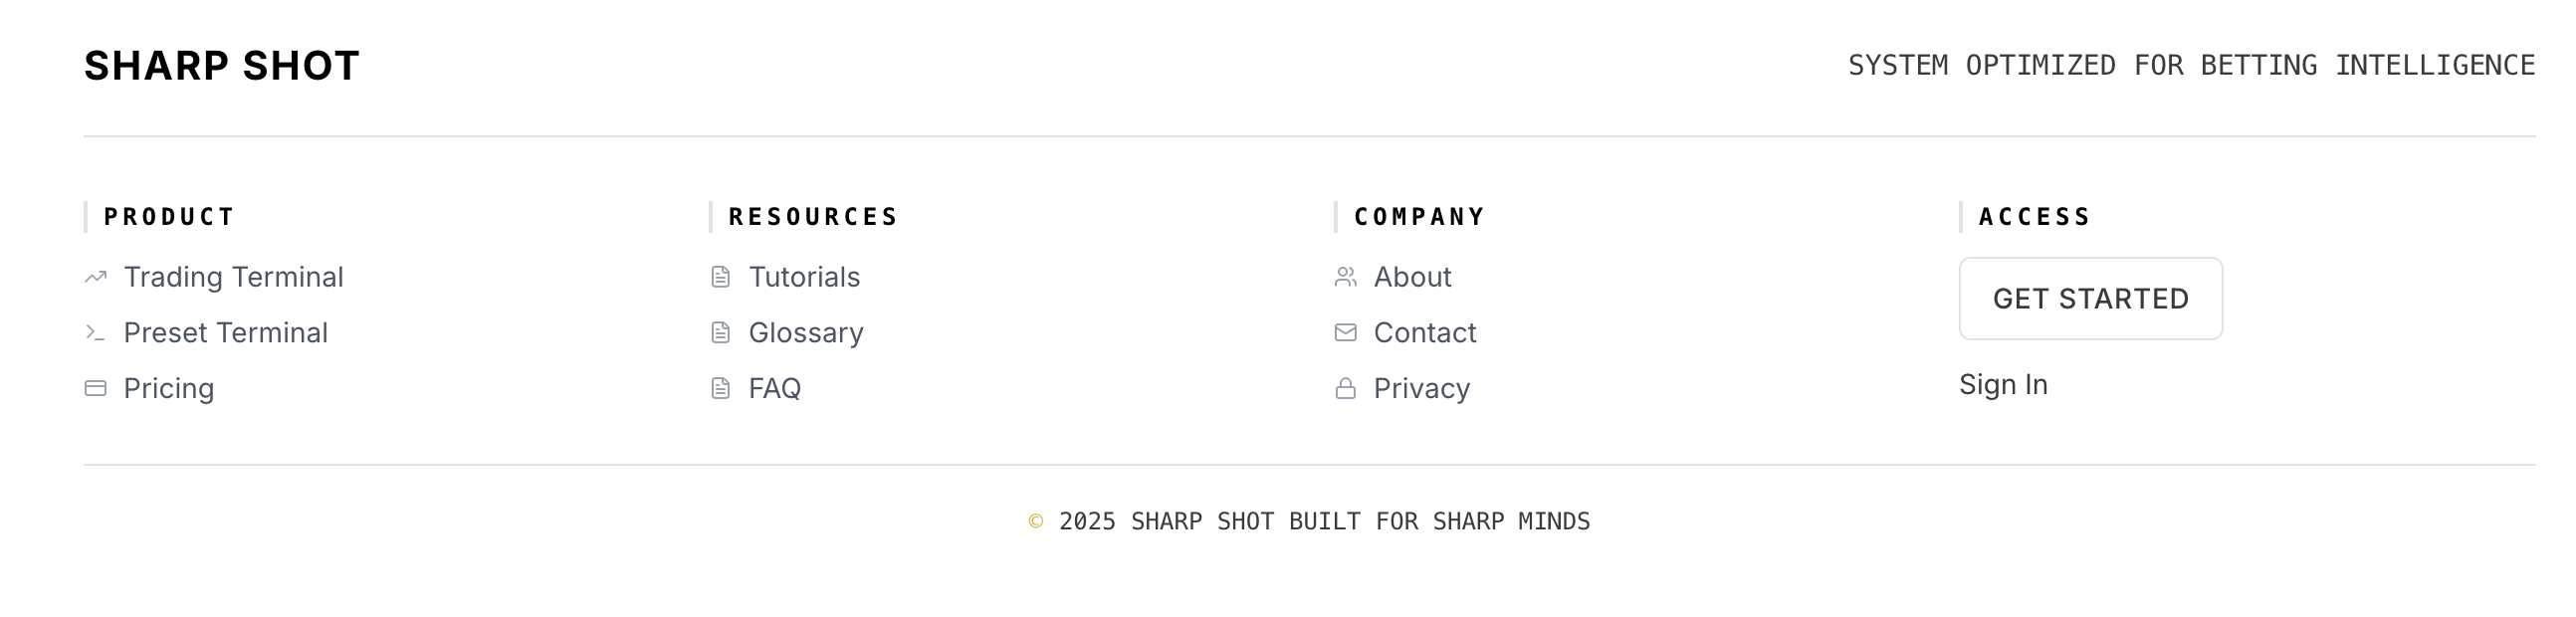 SHARP SHOT
SYSTEM OPTIMIZED FOR BETTING INTELLIGENCE
PRODUCT
Trading Terminal
Preset Terminal
Pricing
RESOURCES
Tutorials
Glossary
FAQ
COMPANY
About
Contact
Privacy
ACCESS
GET STARTED
Sign In
© 2025 SHARP SHOT BUILT FOR SHARP MINDS